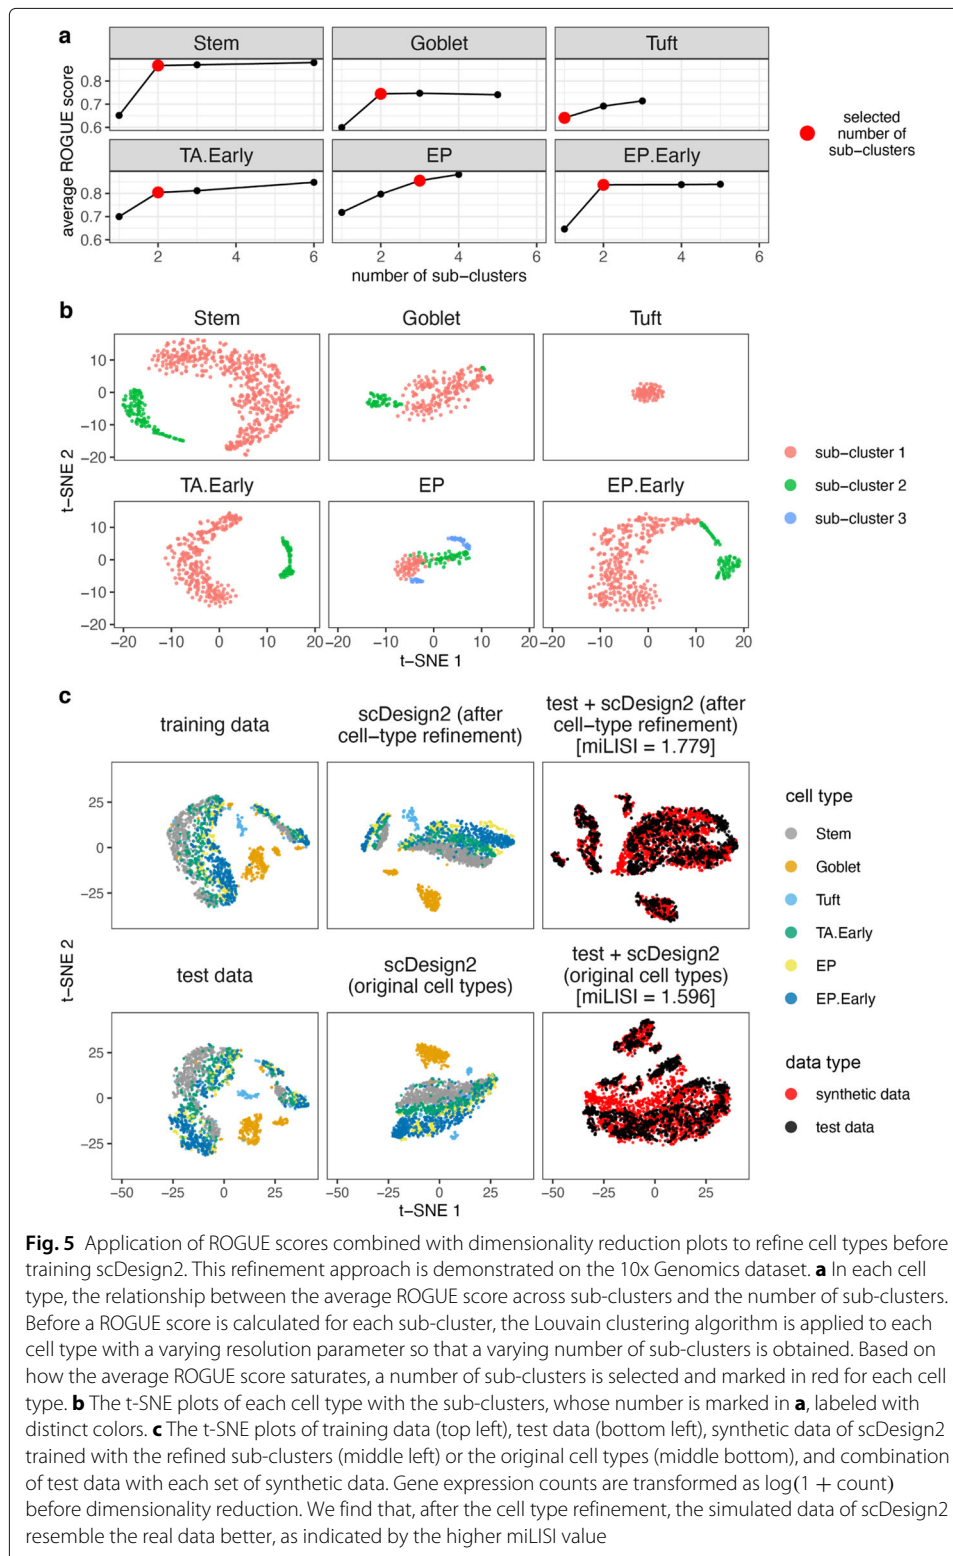 a
Stem
Goblet
Tuft
average ROGUE score
0.8
0.7
0.6
TA.Early
EP
EP.Early
0.8
0.7
0.6
2 4 6 2 4 6 2 4 6
number of sub−clusters
selected
number of
sub−clusters
b
Stem
Goblet
Tuft
t−SNE 2
10
0
−10
−20
TA.Early
EP
EP.Early
10
0
−10
−20
−20 −10 0 10 20 −20 −10 0 10 20 −20 −10 0 10 20
t−SNE 1
sub−cluster 1
sub−cluster 2
sub−cluster 3
c
training data
scDesign2 (after
cell−type refinement)
test + scDesign2 (after
cell−type refinement)
[miLISI = 1.779]
t−SNE 2
25
0
−25
test data
scDesign2
(original cell types)
test + scDesign2
(original cell types)
[miLISI = 1.596]
25
0
−25
−50 −25 0 25 −50 −25 0 25 −50 −25 0 25
t−SNE 1
cell type
Stem
Goblet
Tuft
TA.Early
EP
EP.Early
data type
synthetic data
test data
Fig. 5 Application of ROGUE scores combined with dimensionality reduction plots to refine cell types before
training scDesign2. This refinement approach is demonstrated on the 10x Genomics dataset. a In each cell
type, the relationship between the average ROGUE score across sub-clusters and the number of sub-clusters.
Before a ROGUE score is calculated for each sub-cluster, the Louvain clustering algorithm is applied to each
cell type with a varying resolution parameter so that a varying number of sub-clusters is obtained. Based on
how the average ROGUE score saturates, a number of sub-clusters is selected and marked in red for each cell
type. b The t-SNE plots of each cell type with the sub-clusters, whose number is marked in a, labeled with
distinct colors. c The t-SNE plots of training data (top left), test data (bottom left), synthetic data of scDesign2
trained with the refined sub-clusters (middle left) or the original cell types (middle bottom), and combination
of test data with each set of synthetic data. Gene expression counts are transformed as log(1 + count)
before dimensionality reduction. We find that, after the cell type refinement, the simulated data of scDesign2
resemble the real data better, as indicated by the higher miLISI value